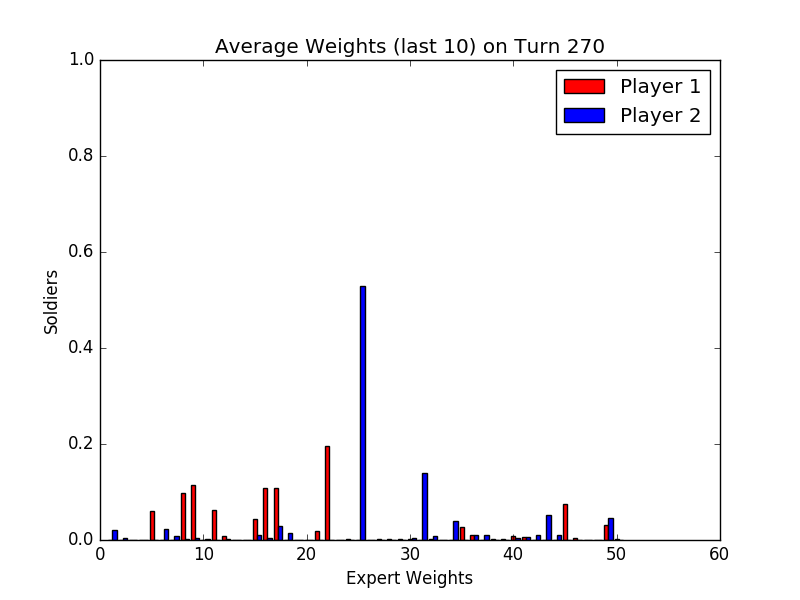 Average Weights (last 10) on Turn 270
1.0
0.8
0.6
0.4
0.2
0.0
Soldiers
Player 1
Player 2
0 10 20 30 40 50 60
Expert Weights